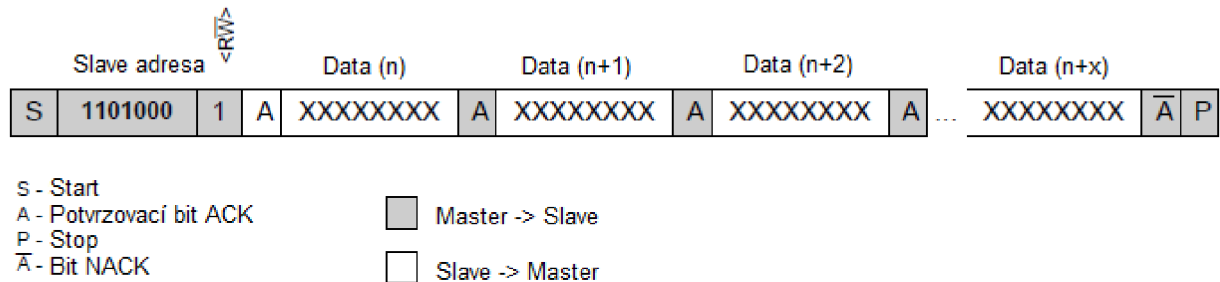 <RW̅>
Slave adresa Data (n) Data (n+1) Data (n+2) Data (n+x)
S 1101000 1 A XXXXXXXX A XXXXXXXX A XXXXXXXX A ... XXXXXXXX A̅ P
S - Start
A - Potvrzovací bit ACK
P - Stop
A̅ - Bit NACK
Master -> Slave
Slave -> Master